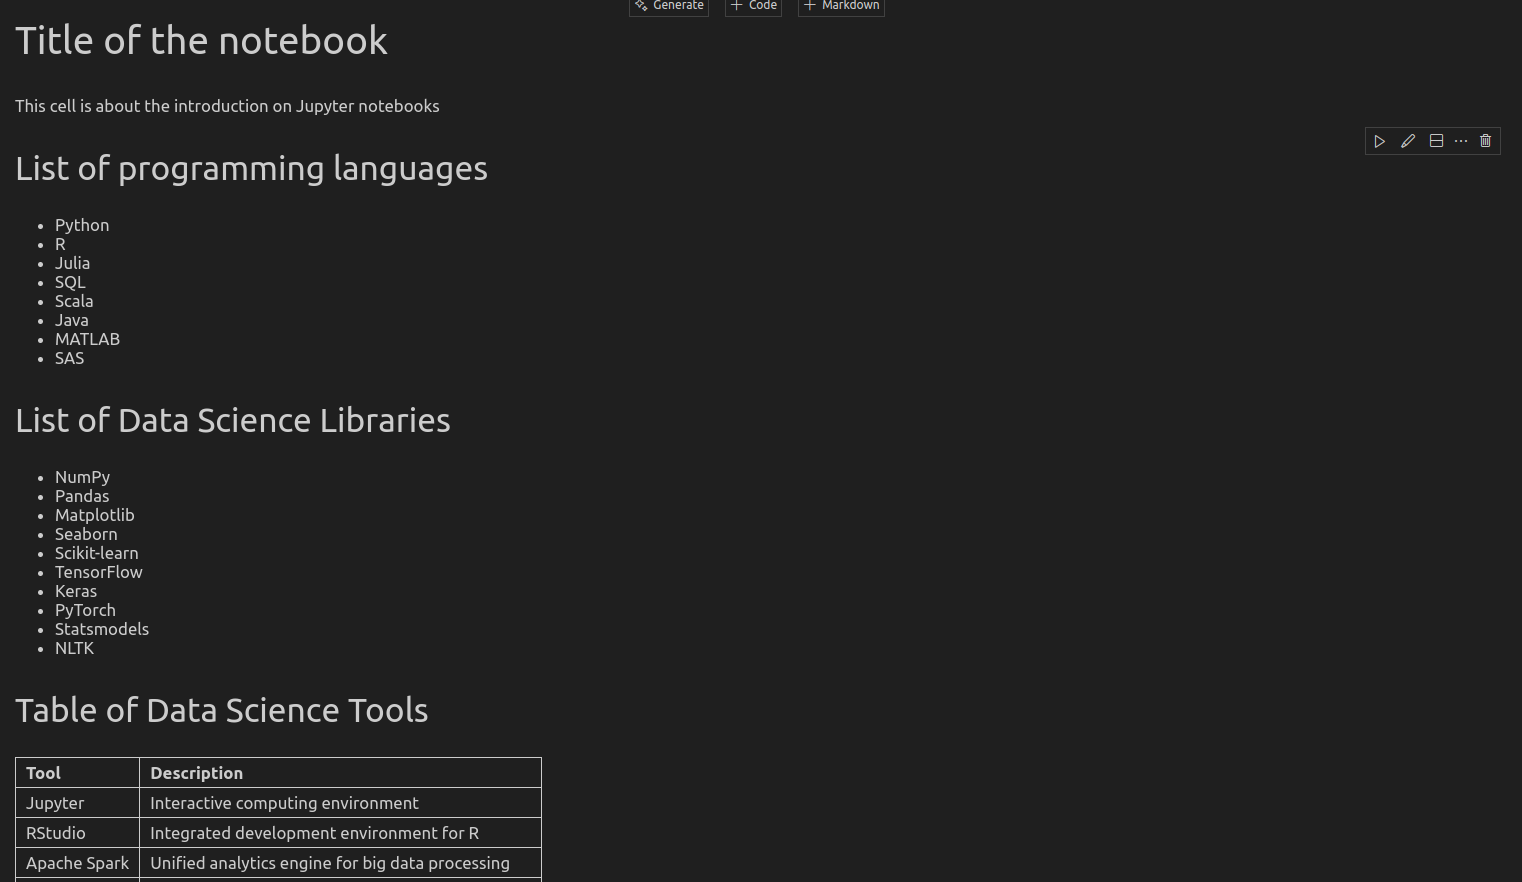 Generate Code Markdown
Title of the notebook
This cell is about the introduction on Jupyter notebooks
List of programming languages
Python
R
Julia
SQL
Scala
Java
MATLAB
SAS
List of Data Science Libraries
NumPy
Pandas
Matplotlib
Seaborn
Scikit-learn
TensorFlow
Keras
PyTorch
Statsmodels
NLTK
Table of Data Science Tools
Tool Description
Jupyter Interactive computing environment
RStudio Integrated development environment for R
Apache Spark Unified analytics engine for big data processing